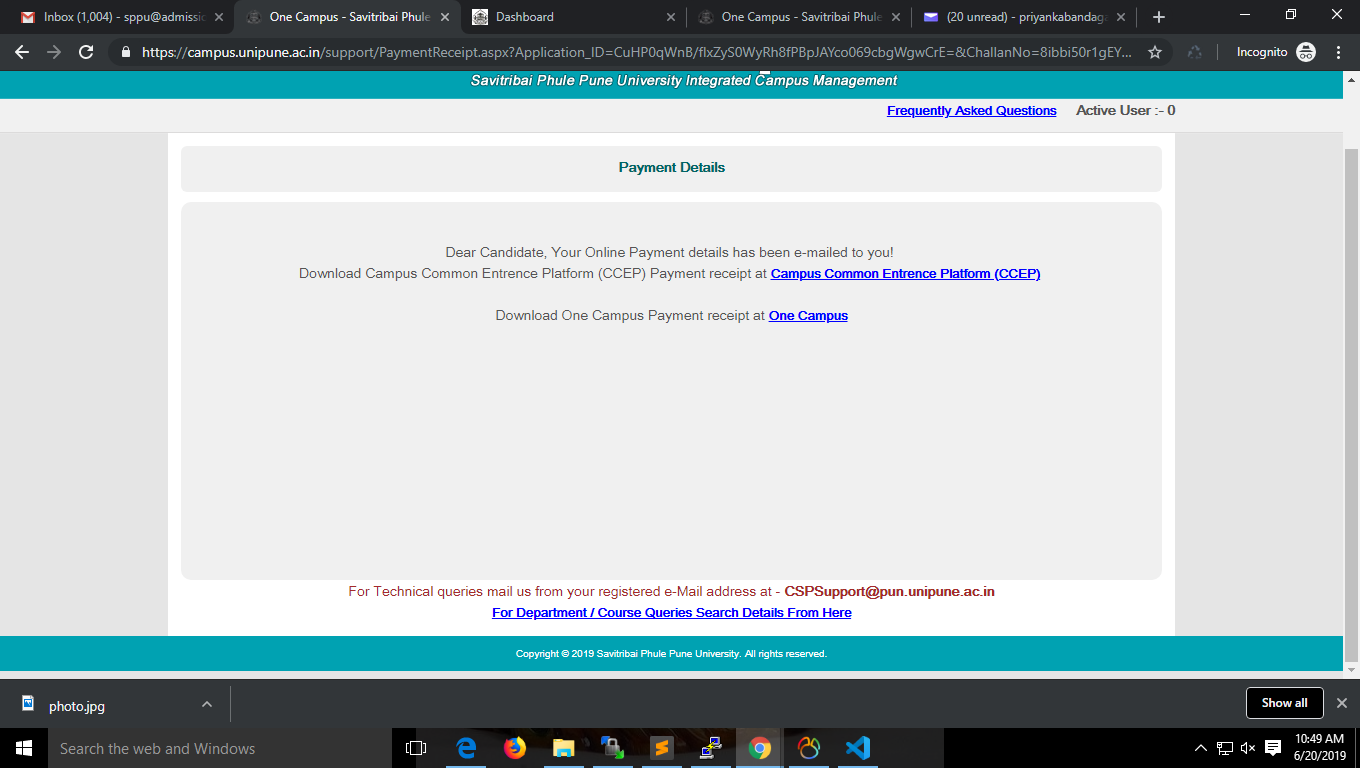 Inbox (1,004) - sppu@admissic
One Campus - Savitribai Phule
Dashboard
One Campus - Savitribai Phule
(20 unread) - priyankabandaga
https://campus.unipune.ac.in/support/PaymentReceipt.aspx?Application_ID=CuHP0qWnB/flxZyS0WyRh8fPBpJAYco069cbgWgwCrE=&ChallanNo=8ibbi50r1gEY...
Incognito
Savitribai Phule Pune University Integrated Campus Management
Frequently Asked Questions Active User :- 0
Payment Details
Dear Candidate, Your Online Payment details has been e-mailed to you!
Download Campus Common Entrence Platform (CCEP) Payment receipt at Campus Common Entrence Platform (CCEP)
Download One Campus Payment receipt at One Campus
For Technical queries mail us from your registered e-Mail address at - CSPSupport@pun.unipune.ac.in
For Department / Course Queries Search Details From Here
Copyright © 2019 Savitribai Phule Pune University. All rights reserved.
photo.jpg
Show all
Search the web and Windows
10:49 AM
6/20/2019